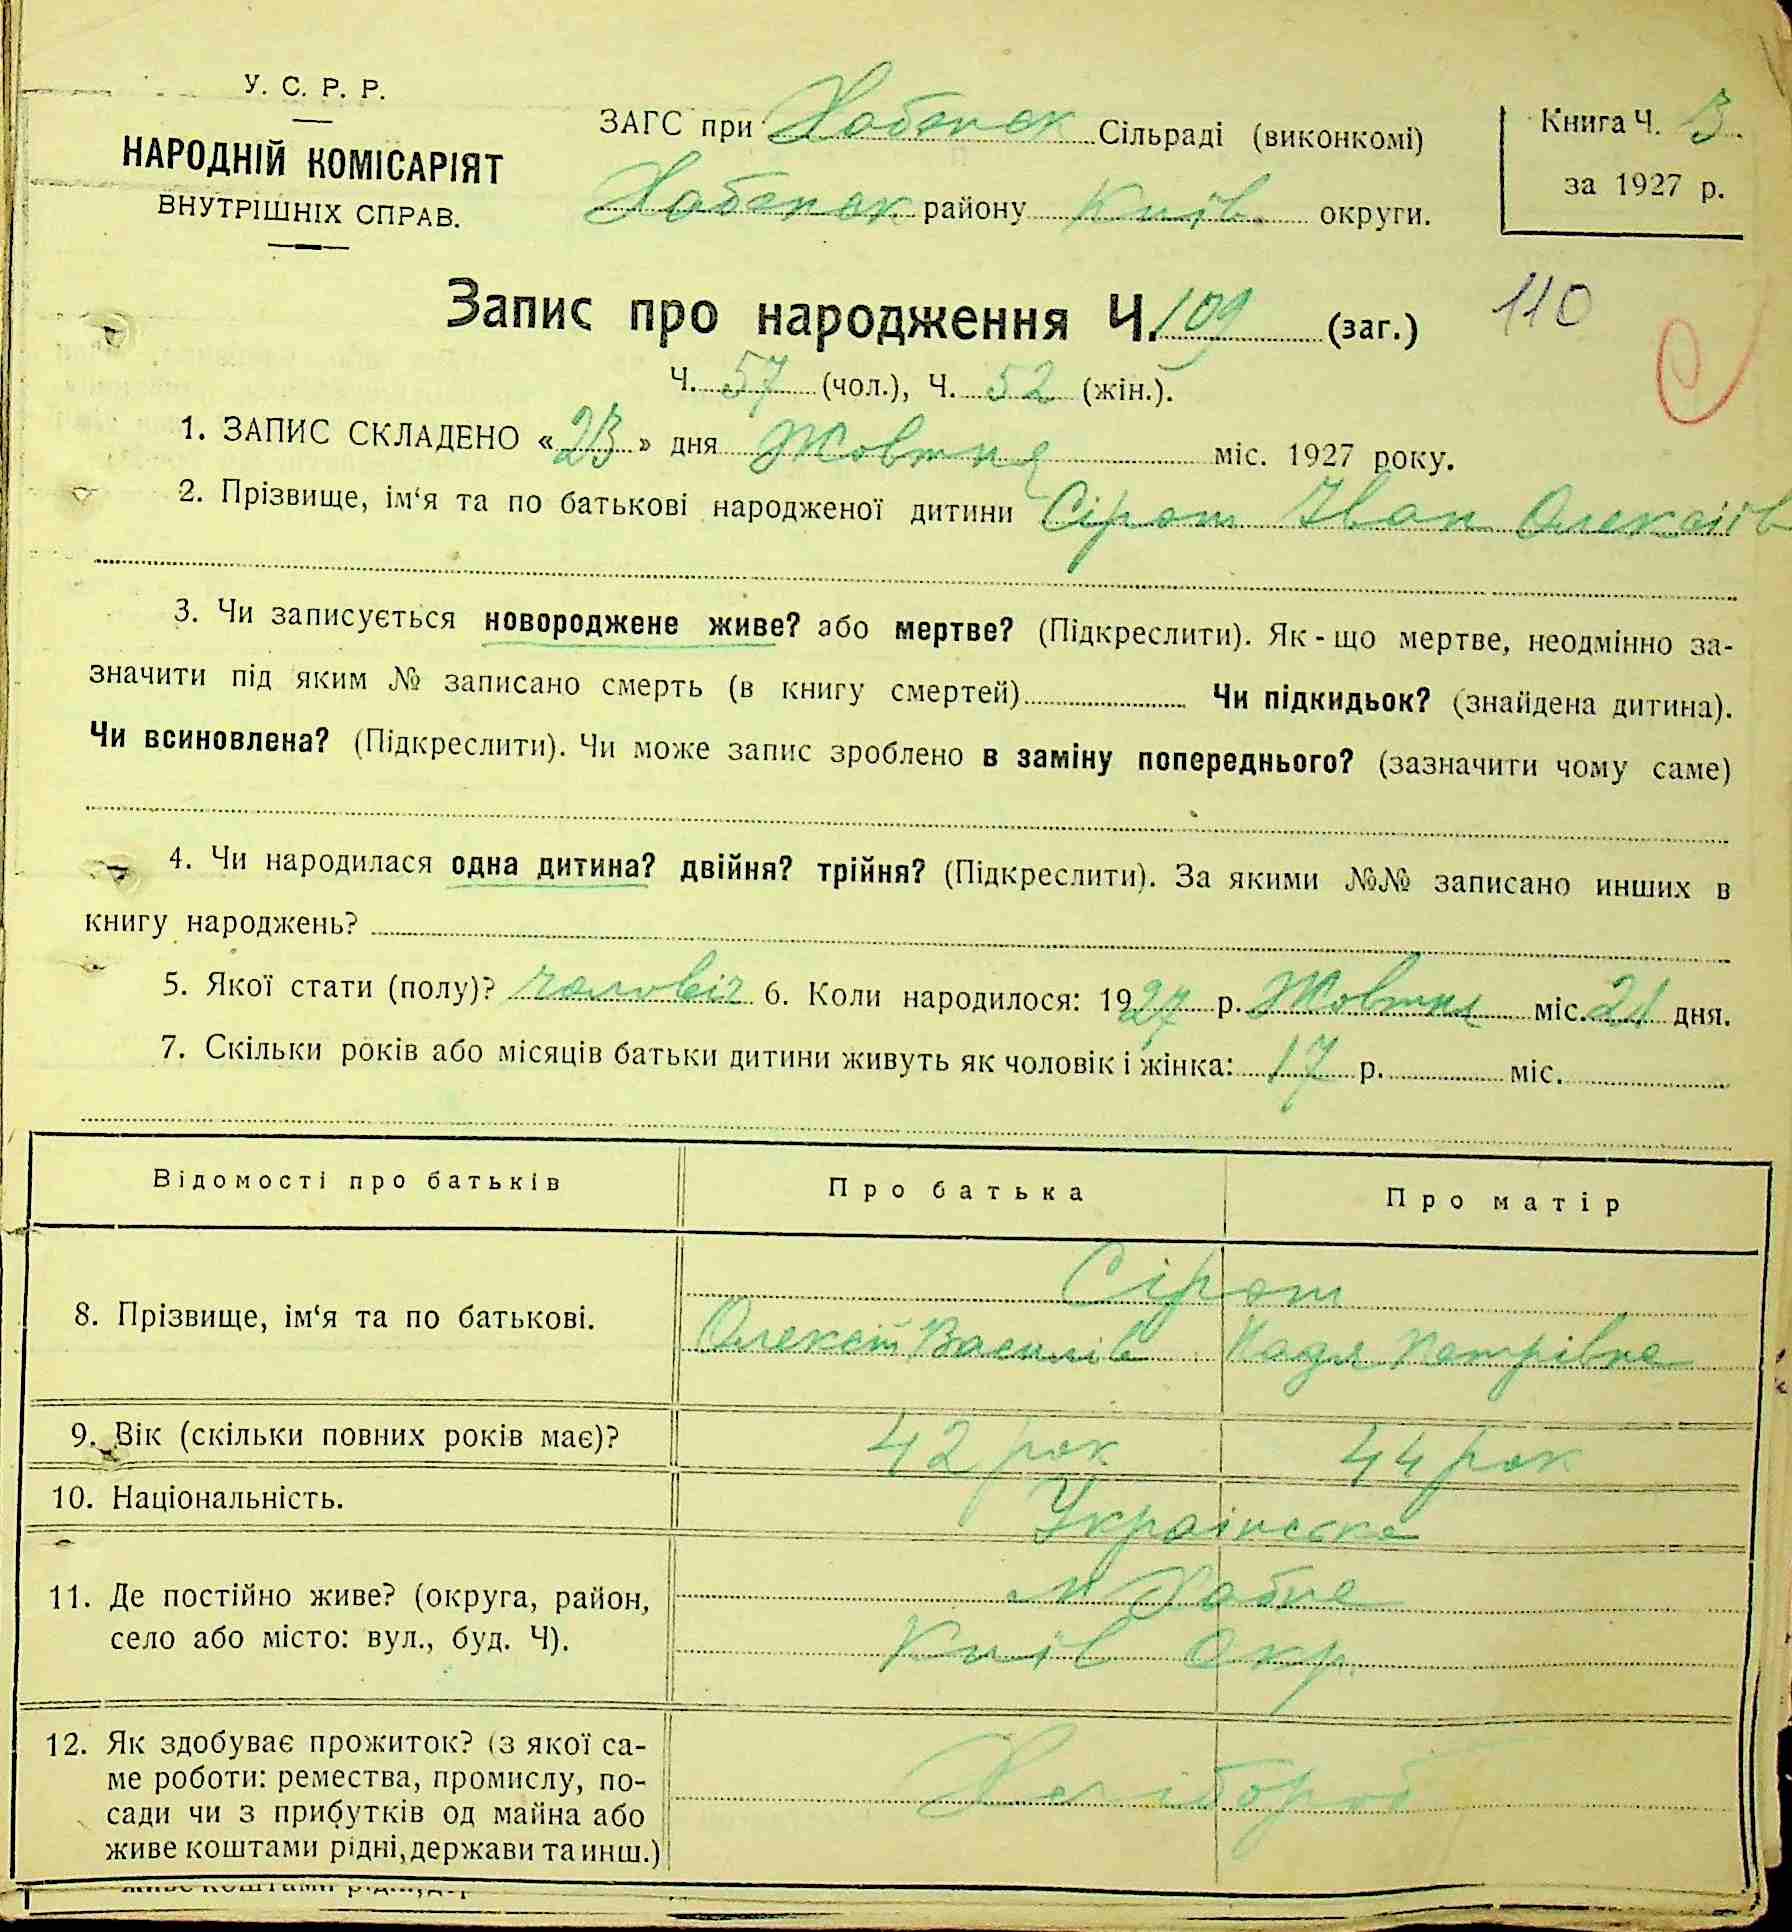 У. С. Р. Р.
НАРОДНІЙ КОМІСАРІЯТ
ВНУТРІШНІХ СПРАВ.
ЗАГС при Хабенск Сільраді (виконкомі)
Хабенск району Київ. округи.
Книга Ч. 3.
за 1927 р.
Запис про народження Ч. 109 (заг.) 110
Ч. 57 (чол.), Ч. 52 (жін.).
1. ЗАПИС СКЛАДЕНО «23» дня Жовтня міс. 1927 року.
2. Прізвище, ім‘я та по батькові народженої дитини Сірот Іван Олексіїв
3. Чи записується новороджене живе? або мертве? (Підкреслити). Як-що мертве, неодмінно за-
значити під яким № записано смерть (в книгу смертей) Чи підкидьок? (знайдена дитина).
Чи всиновлена? (Підкреслити). Чи може запис зроблено в заміну попереднього? (зазначити чому саме)
4. Чи народилася одна дитина? двійня? трійня? (Підкреслити). За якими №№ записано инших в
книгу народжень?
5. Якої стати (полу)? чоловіч 6. Коли народилося: 1927 р. Жовтня міс. 21 дня.
7. Скільки років або місяців батьки дитини живуть як чоловік і жінка: 17 р. міс.
Відомості про батьків Про батька Про матір
Сірот
8. Прізвище, ім‘я та по батькові. Олексій Василів Надя Петрівна
9. Вік (скільки повних років має)? 42 рок 44 рок
10. Національність. Українська
11. Де постійно живе? (округа, район, м Хабне
село або місто: вул., буд. Ч). Київ окр.
12. Як здобуває прожиток? (з якої са-
ме роботи: ремества, промислу, по- Хлібороб
сади чи з прибутків од майна або
живе коштами рідні, держави та инш.)